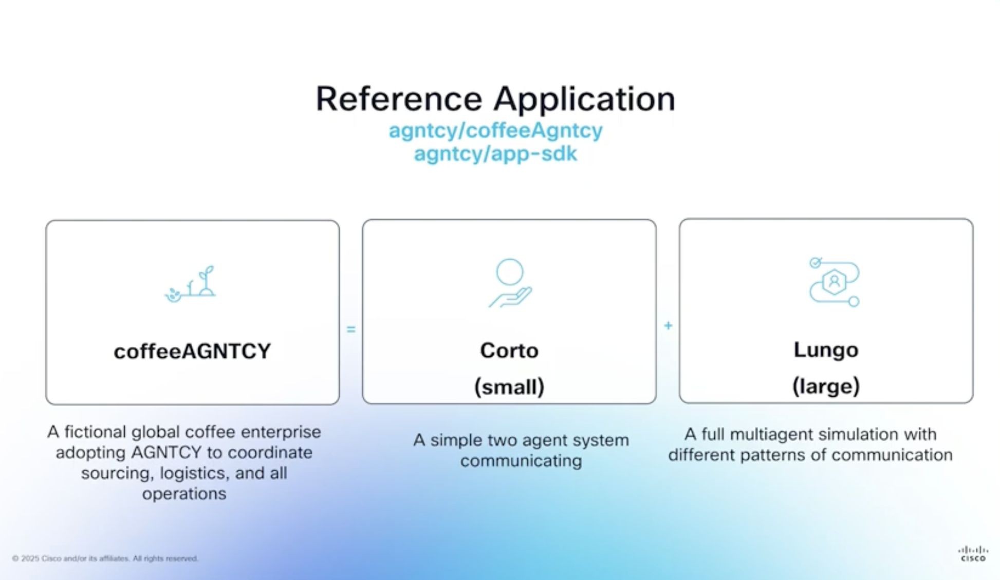 Reference Application
agntcy/coffeeAgntcy
agntcy/app-sdk
coffeeAGNTCY
=
Corto
(small)
+
Lungo
(large)
A fictional global coffee enterprise
adopting AGNTCY to coordinate
sourcing, logistics, and all
operations
A simple two agent system
communicating
A full multiagent simulation with
different patterns of communication
© 2025 Cisco and/or its affiliates. All rights reserved.
CISCO